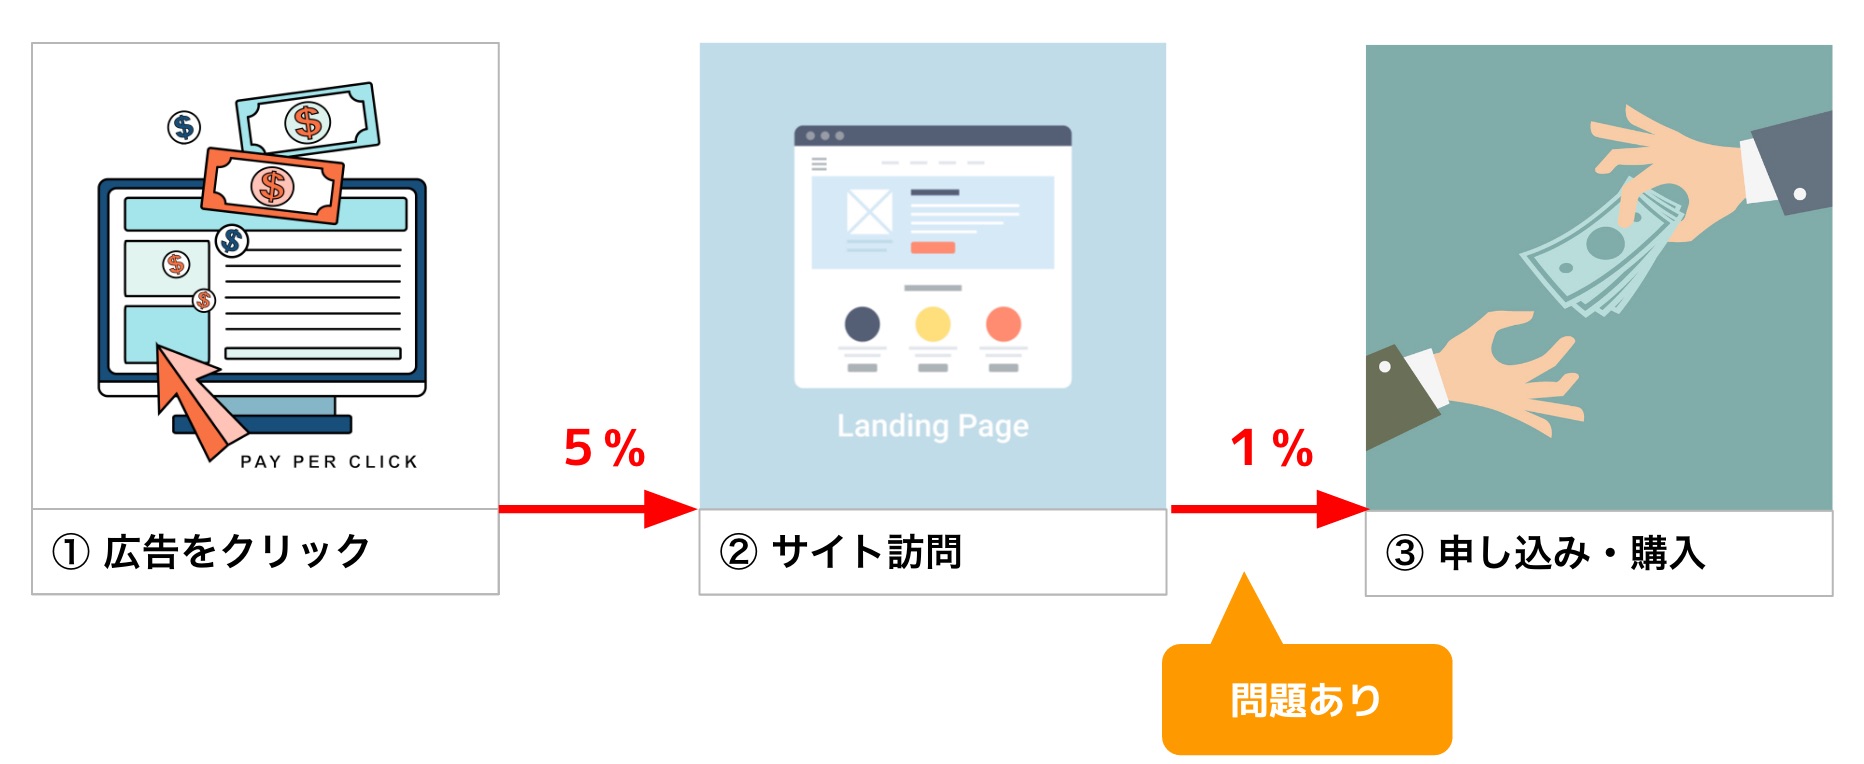 PAY PER CLICK
5%
Landing Page
1%
① 広告をクリック
② サイト訪問
③ 申し込み・購入
問題あり